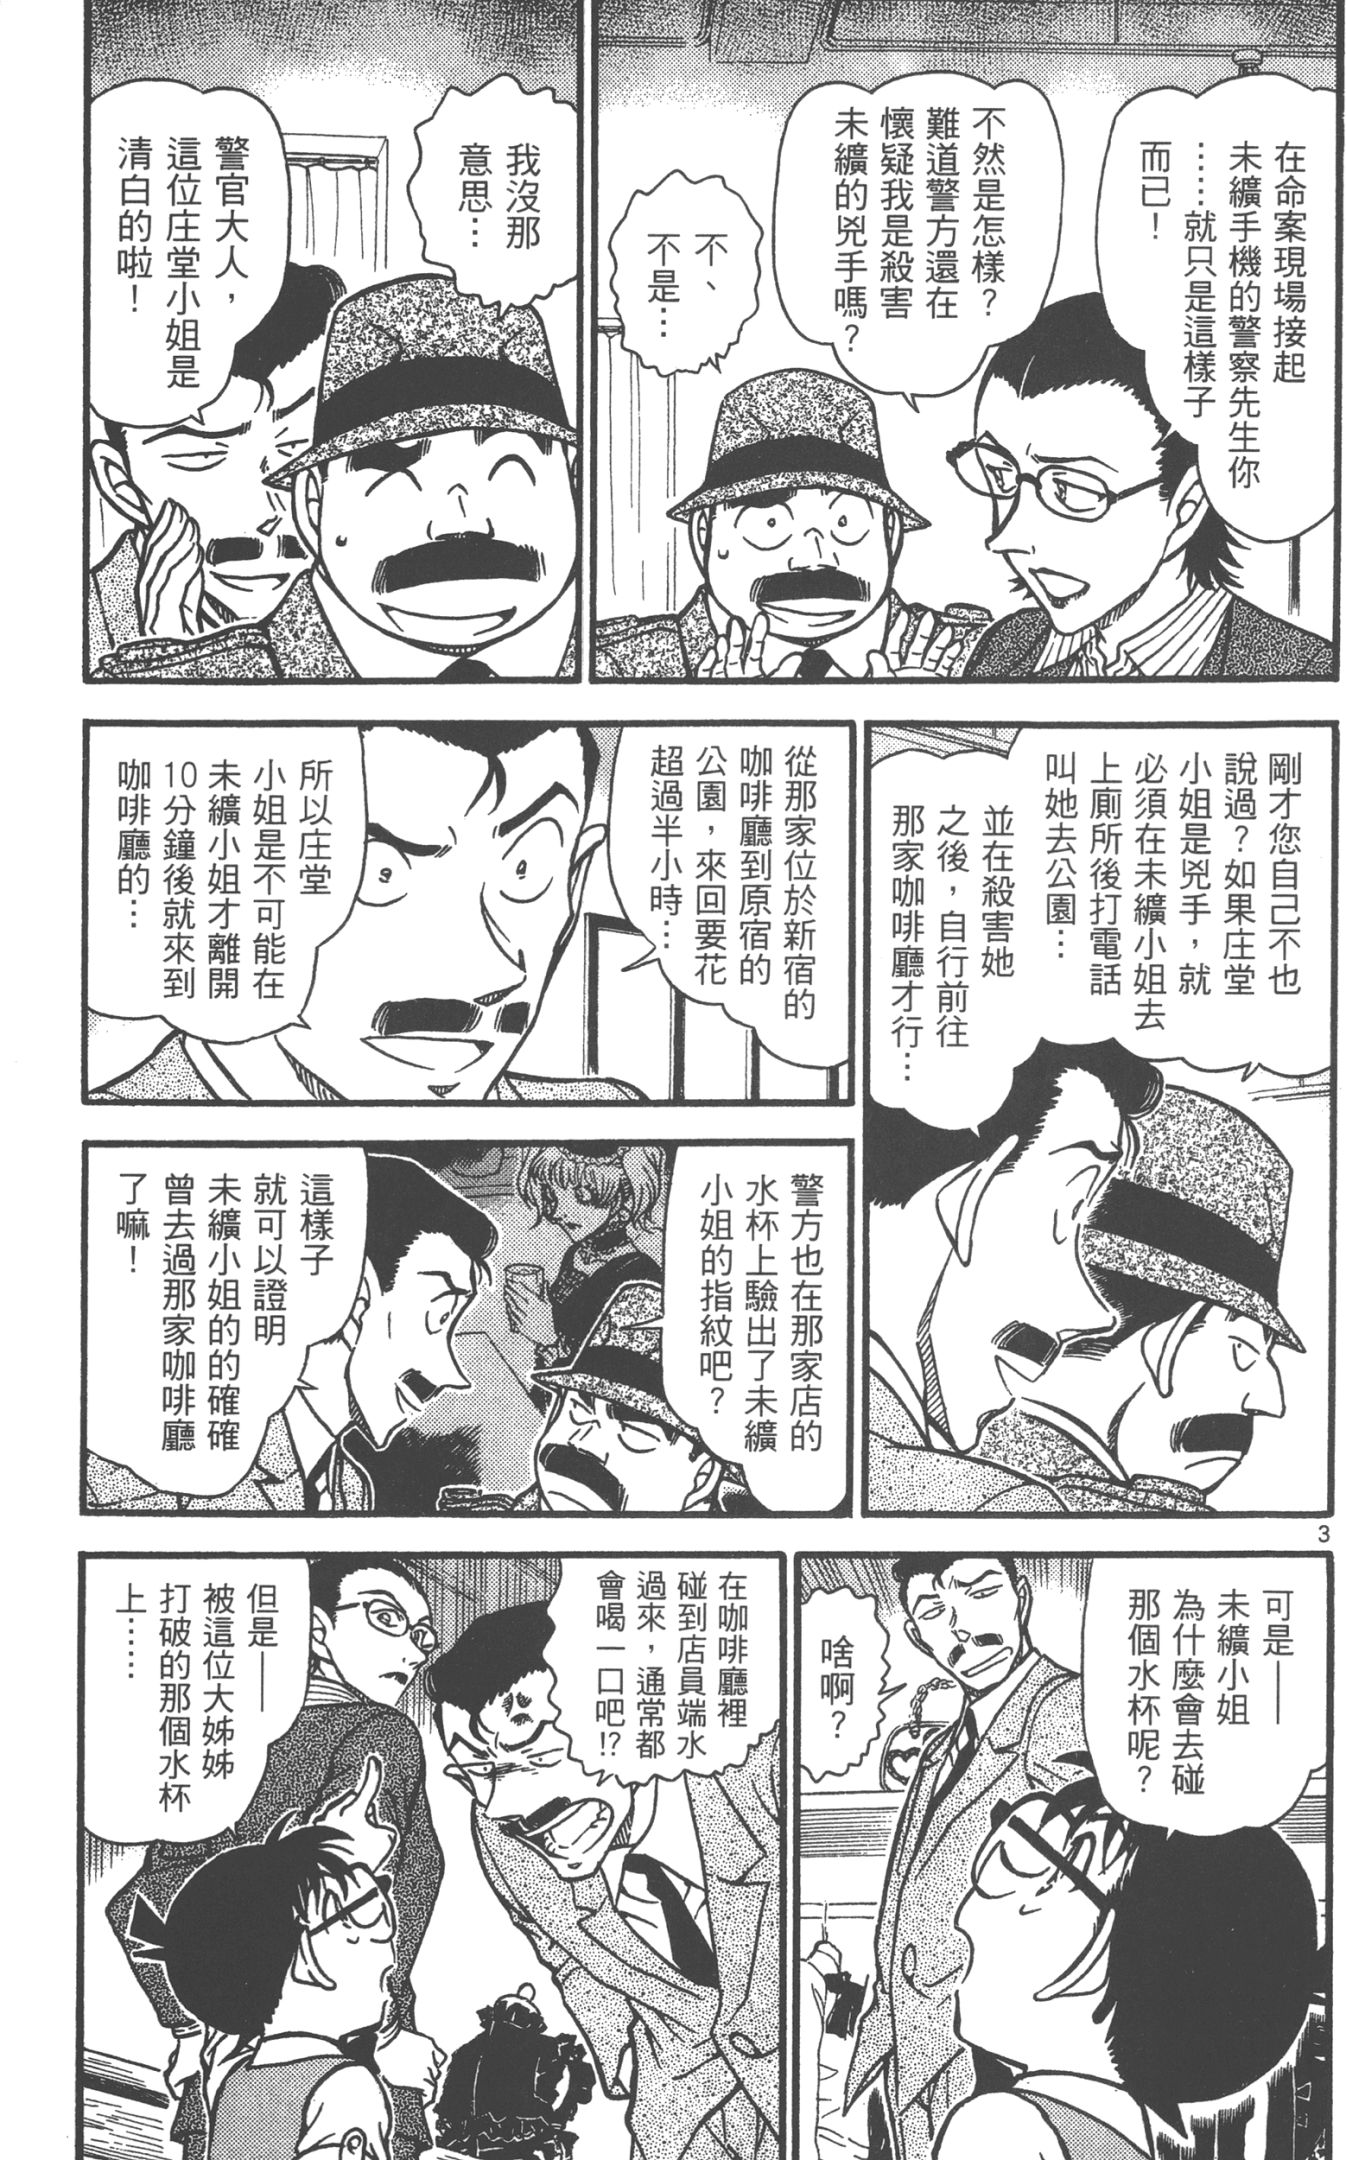 在命案現場接起
未纊手機的警察先生你
……就只是這樣子
而已！
不然是怎樣？
難道警方還在
懷疑我是殺害
未纊的兇手嗎？
不、
不是…
我沒那
意思…
警官大人，
這位庄堂小姐是
清白的啦！
剛才您自己不也
說過？如果庄堂
小姐是兇手，就
必須在未纊小姐去
上廁所後打電話
叫她去公園…
並在殺害她
之後，自行前往
那家咖啡廳才行…
從那家位於新宿的
咖啡廳到原宿的
公園，來回要花
超過半小時…
所以庄堂
小姐是不可能在
未纊小姐才離開
10分鐘後就來到
咖啡廳的…
警方也在那家店的
水杯上驗出了未纊
小姐的指紋吧？
這樣子
就可以證明
未纊小姐的的確確
曾去過那家咖啡廳
了嘛！
3
可是——
未纊小姐
為什麼會去碰
那個水杯呢？
啥啊？
在咖啡廳裡
碰到店員端水
過來，通常都
會喝一口吧!?
但是——
被這位大姊姊
打破的那個水杯
上……